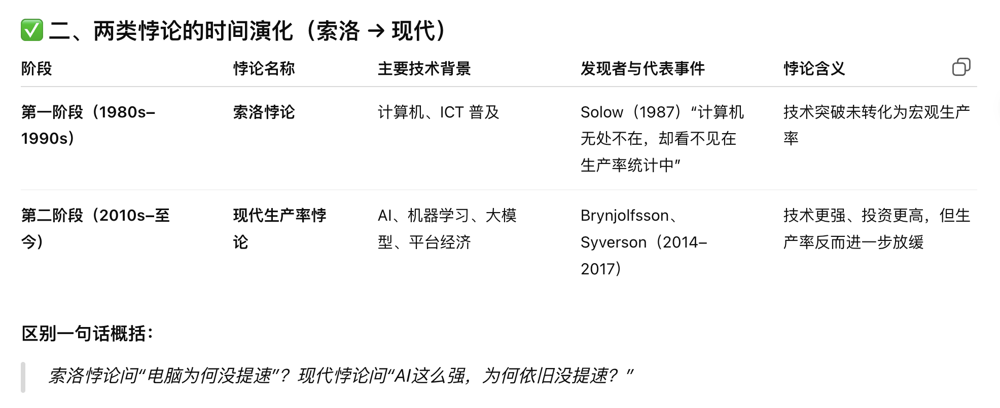 ✅ 二、两类悖论的时间演化（索洛 → 现代）
阶段 悖论名称 主要技术背景 发现者与代表事件 悖论含义
第一阶段（1980s–
1990s）
索洛悖论
计算机、ICT 普及
Solow（1987）“计算机
无处不在，却看不见在
生产率统计中”
技术突破未转化为宏观生产
率
第二阶段（2010s–至
今）
现代生产率悖
论
AI、机器学习、大模
型、平台经济
Brynjolfsson、
Syverson（2014–
2017）
技术更强、投资更高，但生
产率反而进一步放缓
区别一句话概括：
索洛悖论问“电脑为何没提速”？现代悖论问“AI这么强，为何依旧没提速？”